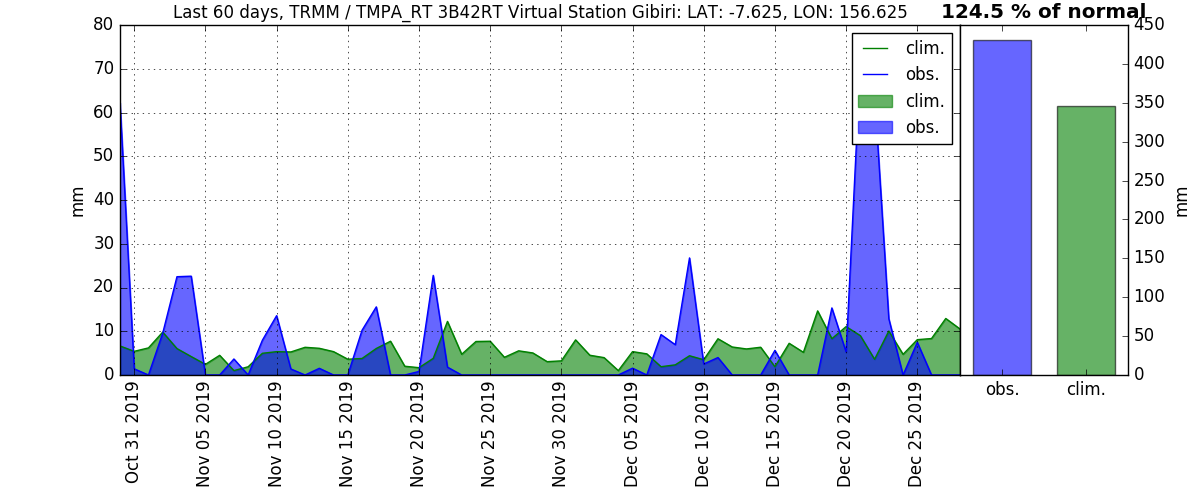 Last 60 days, TRMM / TMPA_RT 3B42RT Virtual Station Gibiri: LAT: -7.625, LON: 156.625
124.5 % of normal
80
70
60
50
40
30
20
10
0
mm
clim.
obs.
clim.
obs.
Oct 31 2019
Nov 05 2019
Nov 10 2019
Nov 15 2019
Nov 20 2019
Nov 25 2019
Nov 30 2019
Dec 05 2019
Dec 10 2019
Dec 15 2019
Dec 20 2019
Dec 25 2019
450
400
350
300
250
200
150
100
50
0
mm
obs.
clim.